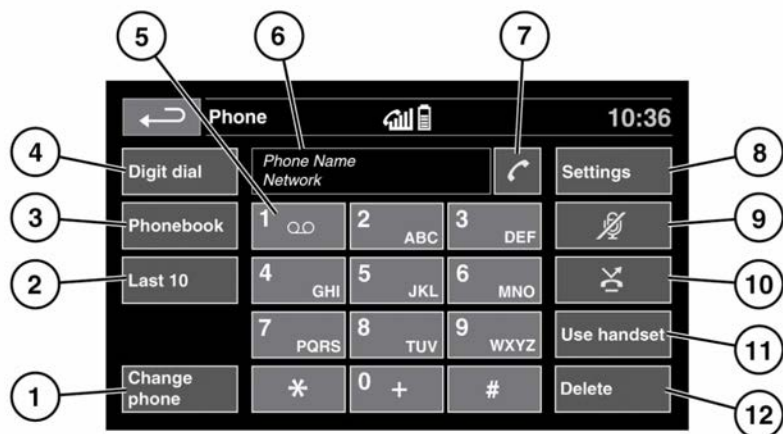 5
6
7
Phone
10:36
4
Digit dial
Phone Name
Network
Settings
8
3
Phonebook
1
2 ABC
3 DEF
9
2
Last 10
4 GHI
5 JKL
6 MNO
10
7 PQRS
8 TUV
9 WXYZ
Use handset
11
1
Change
phone
*
0 +
#
Delete
12